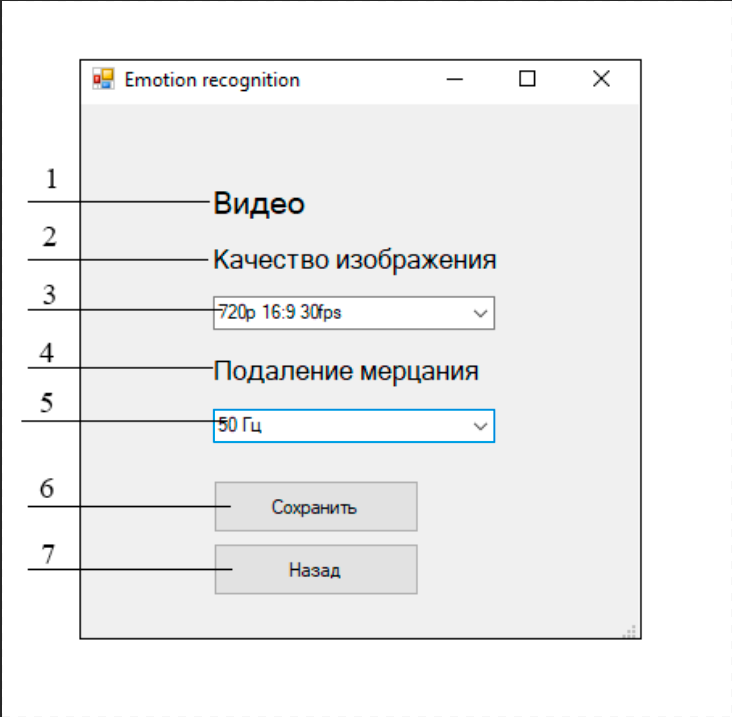 Emotion recognition
1
Видео
2
Качество изображения
3
720p 16:9 30fps
4
Подаление мерцания
5
50 Гц
6
Сохранить
7
Назад